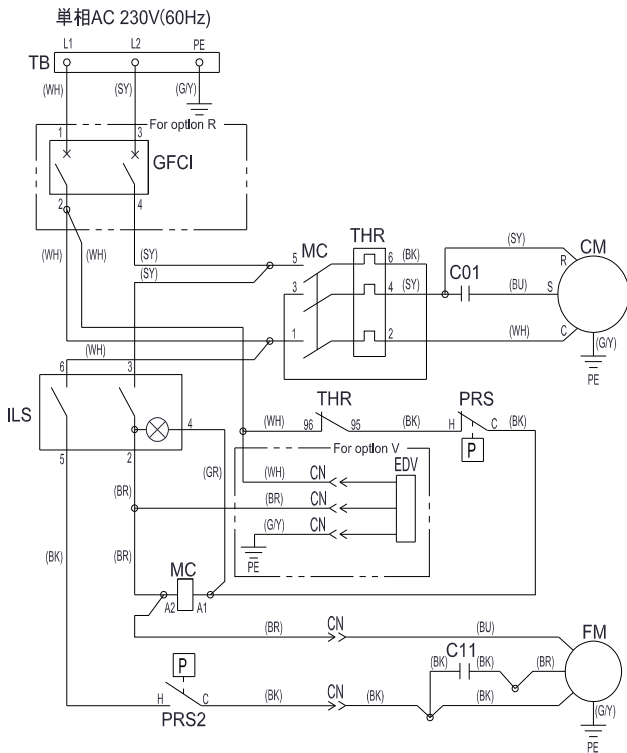 単相AC 230V(60Hz)
L1 L2 PE
TB
(WH) (SY) (G/Y)
For option R
1 3
GFCI
2 4
(WH) (WH) (SY)
(SY)
MC THR
5 6 (BK)
3 4 (SY)
1 2 (WH)
C01
(SY)
(BU)
CM
R
S
C
(G/Y)
PE
(WH)
6 3
ILS
4
5 2
(GR)
THR
(WH) 96 95 (BK)
PRS
H C (BK)
P
For option V
EDV
(WH) CN
(BR) CN
(G/Y) CN
PE
(BR)
(BK) (BR)
MC
A2 A1
(BR) CN (BU)
FM
C11
(BK) (BK) (BR)
P
H C (BK) CN (BK) (BK)
PRS2
(G/Y)
PE